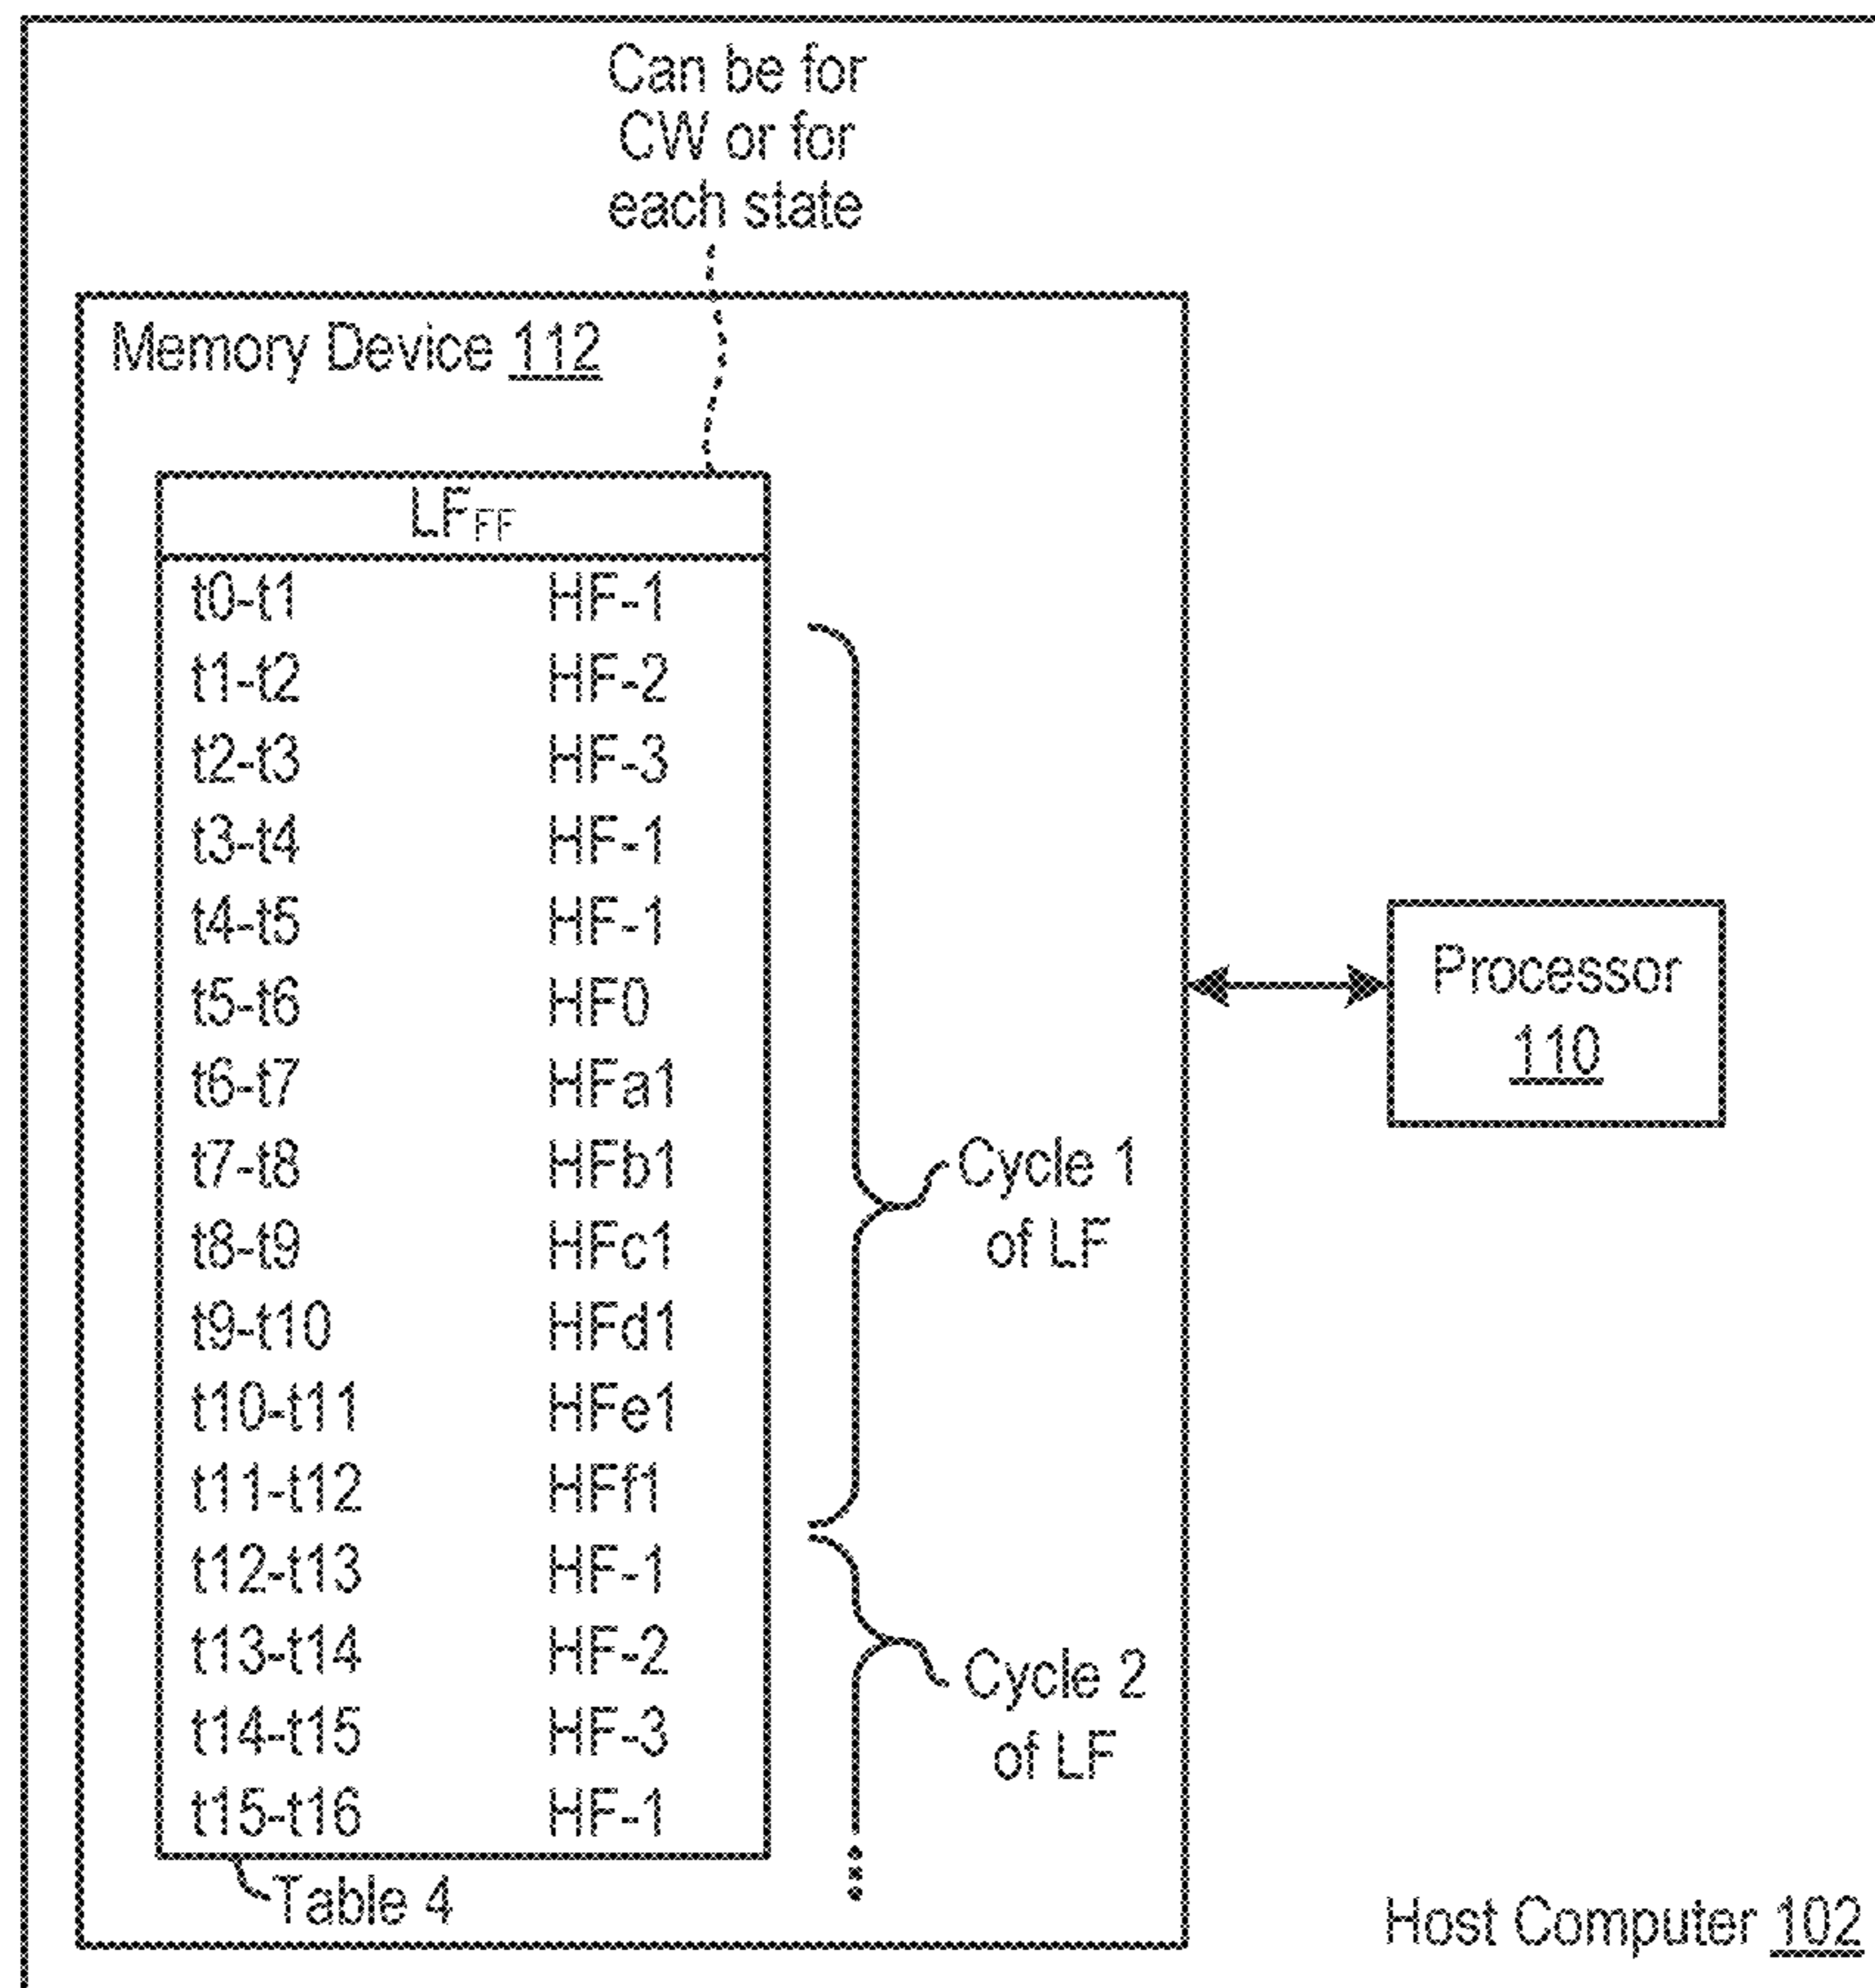 Can be for
CW or for
each state
Memory Device 112
LFFF
t0-t1 HF-1
t1-t2 HF-2
t2-t3 HF-3
t3-t4 HF-1
t4-t5 HF-1
t5-t6 HF0
t6-t7 HFa1
t7-t8 HFb1
t8-t9 HFc1
t9-t10 HFd1
t10-t11 HFe1
t11-t12 HFf1
t12-t13 HF-1
t13-t14 HF-2
t14-t15 HF-3
t15-t16 HF-1
Table 4
Cycle 1
of LF
Cycle 2
of LF
Processor
110
Host Computer 102